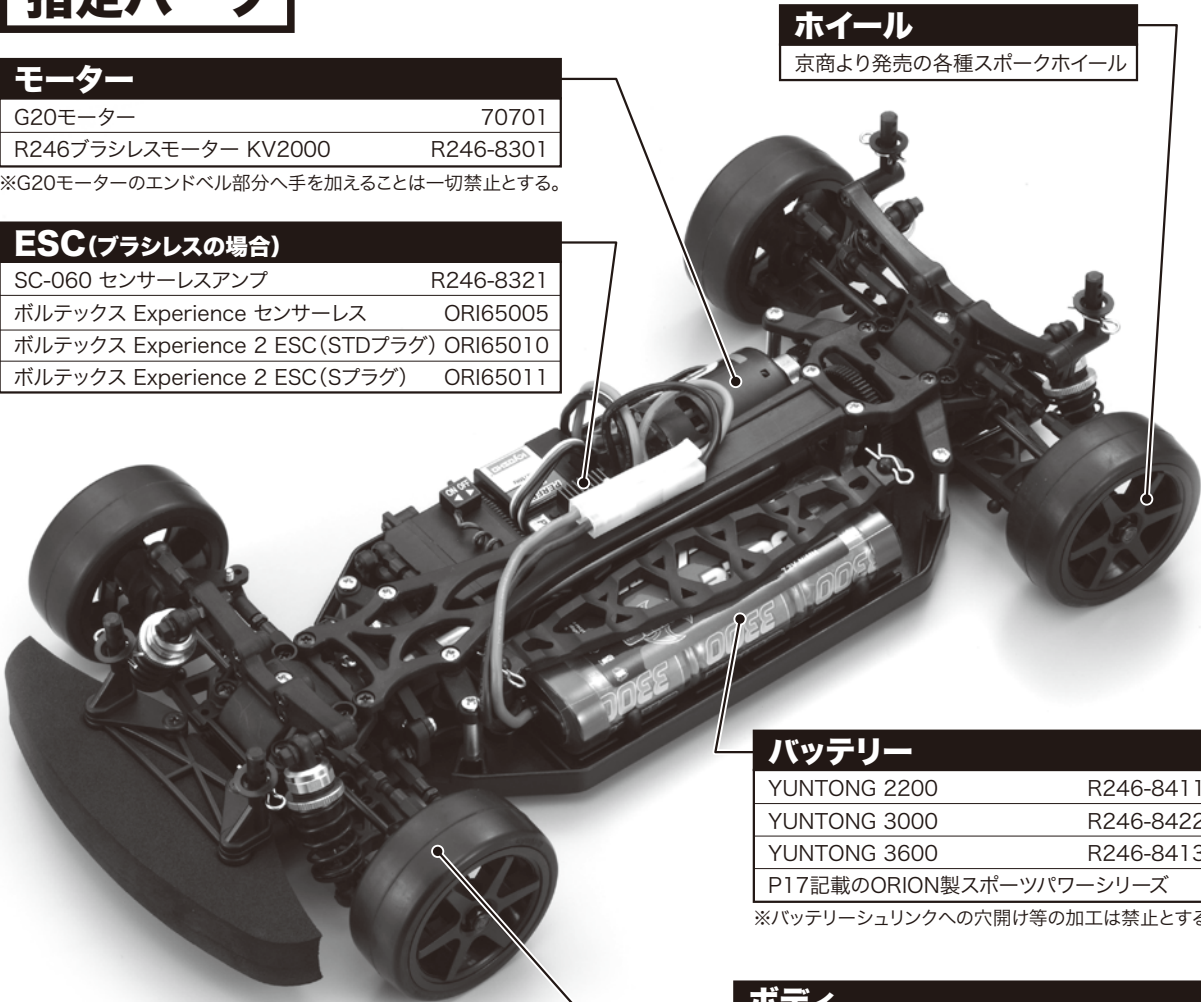 指定パーツ
ホイール
京商より発売の各種スポークホイール
モーター
G20モーター 70701
R246ブラシレスモーター KV2000 R246-8301
※G20モーターのエンドベル部分へ手を加えることは一切禁止とする。
ESC(ブラシレスの場合)
SC-060 センサーレスアンプ R246-8321
ボルテックス Experience センサーレス ORI65005
ボルテックス Experience 2 ESC(STDプラグ) ORI65010
ボルテックス Experience 2 ESC(Sプラグ) ORI65011
KYOSHO
3300
3300
バッテリー
YUNTONG 2200 R246-8411
YUNTONG 3000 R246-8422
YUNTONG 3600 R246-8413
P17記載のORION製スポーツパワーシリーズ
※バッテリーシュリンクへの穴開け等の加工は禁止とする
ボディ